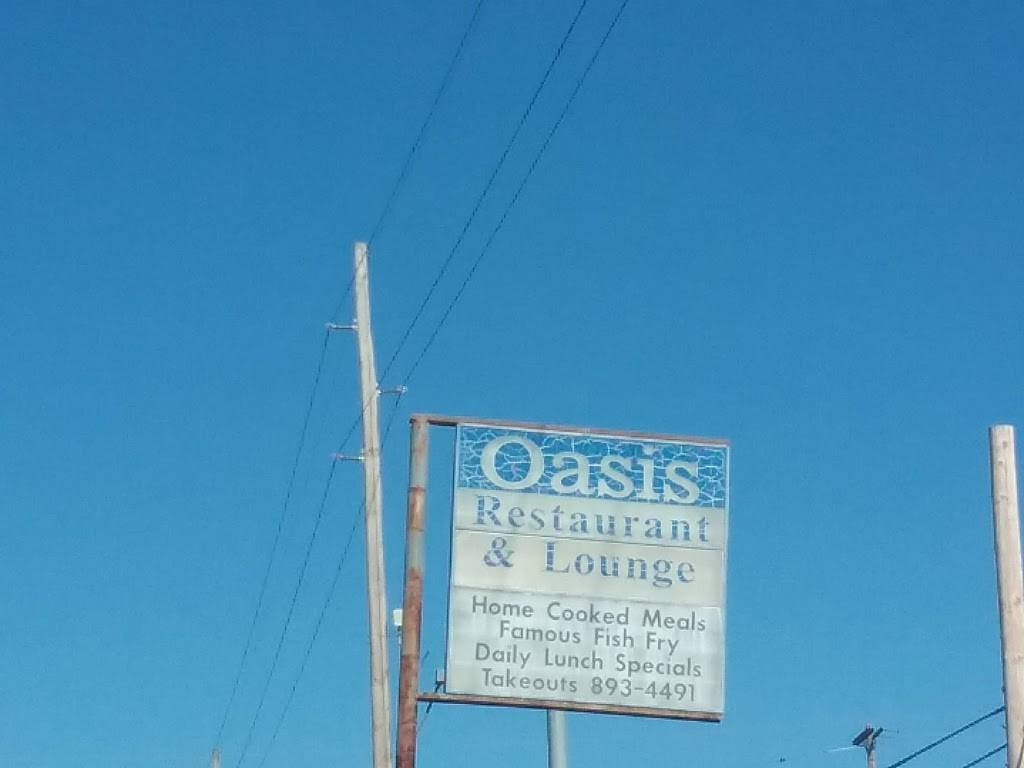 Oasis
Restaurant
& Lounge
Home Cooked Meals
Famous Fish Fry
Daily Lunch Specials
Takeouts 893-4491